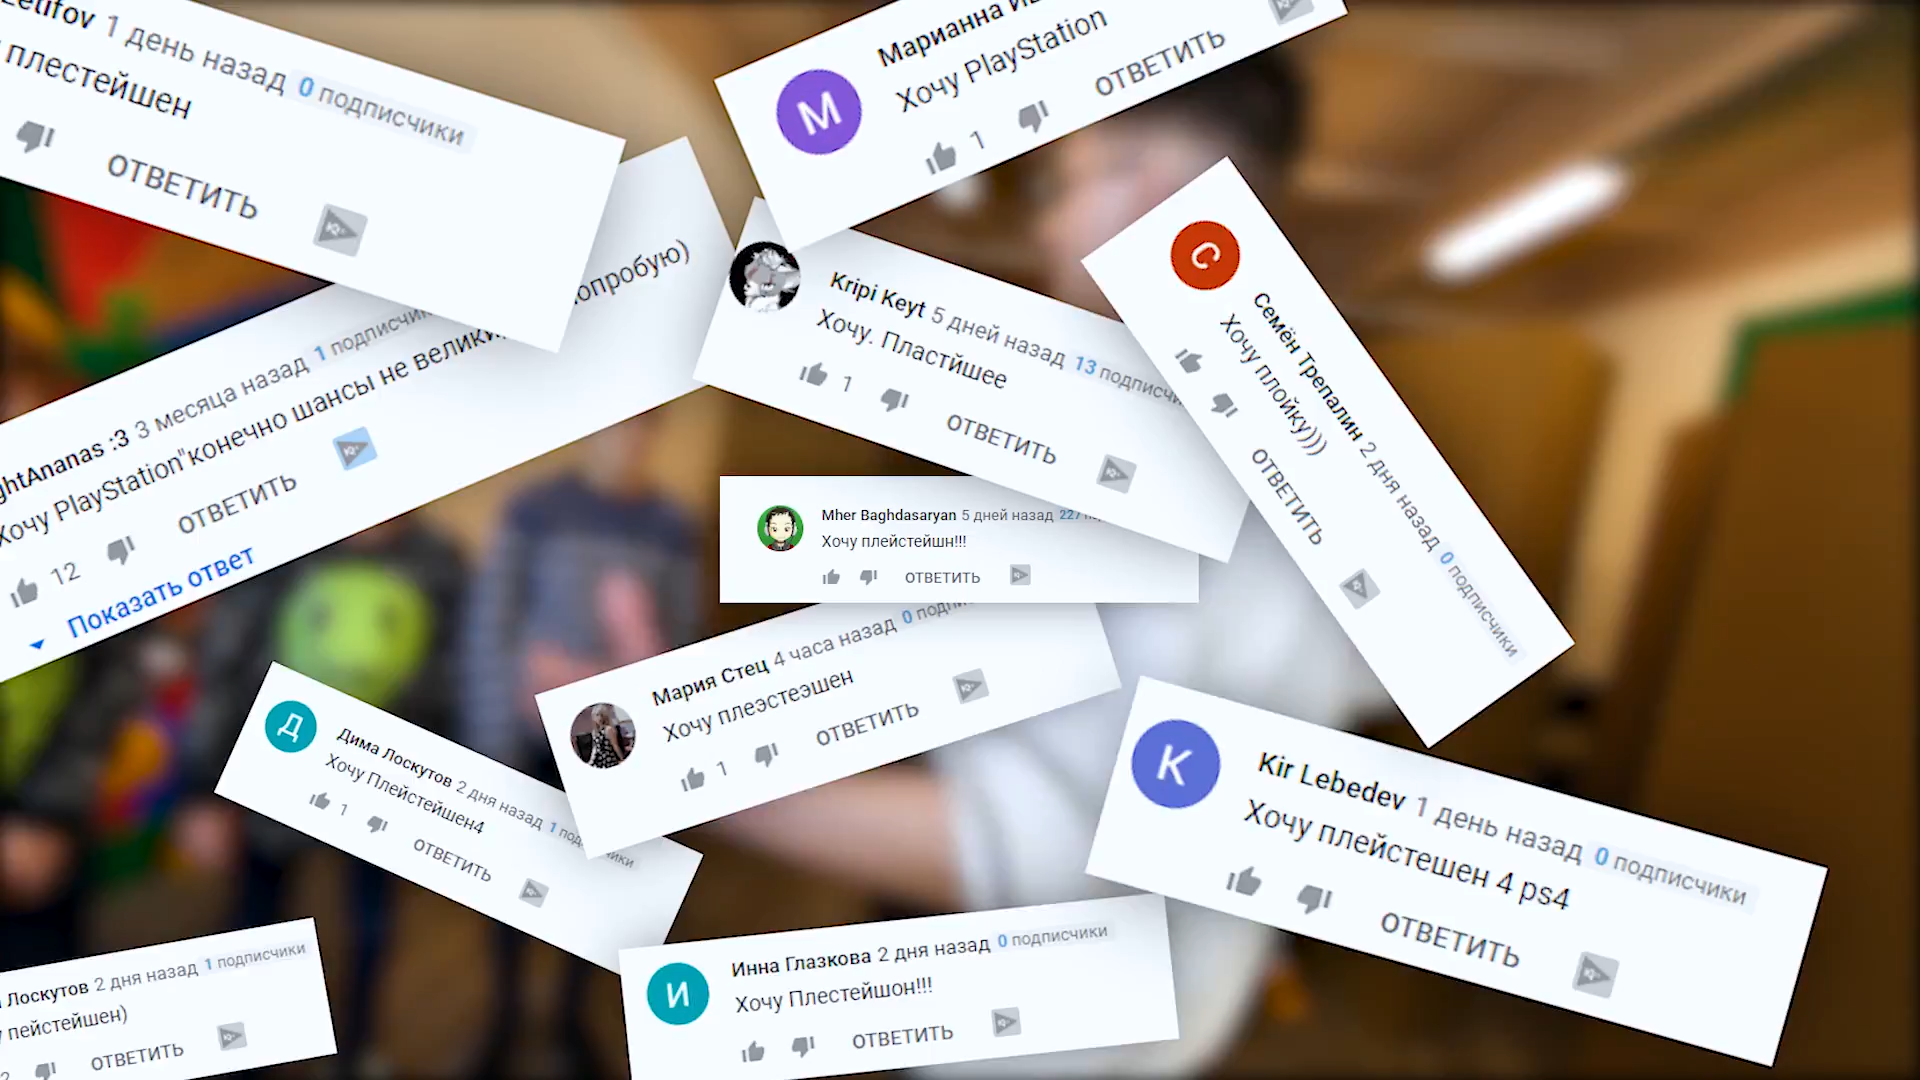 1 день назад 0 подписчики
плестейшен
ОТВЕТИТЬ
Марианна
Хочу PlayStation
1 ОТВЕТИТЬ
3 месяца назад 1
Хочу PlayStation"конечно шансы не
12 ОТВЕТИТЬ
Показать ответ
Kripi Keyt 5 дней назад 13
Хочу. Пластйшее
1 ОТВЕТИТЬ
Семён Трепалин 2 дня назад 0 подписчики
Хочу плойку)))
ОТВЕТИТЬ
Mher Baghdasaryan 5 дней назад 227
Хочу плейстейшн!!!
ОТВЕТИТЬ
Мария Стец 4 часа назад 0
Хочу плеэстеэшен
1 ОТВЕТИТЬ
Дима Лоскутов 2 дня назад 1
Хочу Плейстейшен4
1 ОТВЕТИТЬ
Kir Lebedev 1 день назад 0 подписчики
Хочу плейстешен 4 ps4
ОТВЕТИТЬ
Лоскутов 2 дня назад 1 подписчики
пейстейшен)
ОТВЕТИТЬ
Инна Глазкова 2 дня назад 0 подписчики
Хочу Плестейшон!!!
ОТВЕТИТЬ